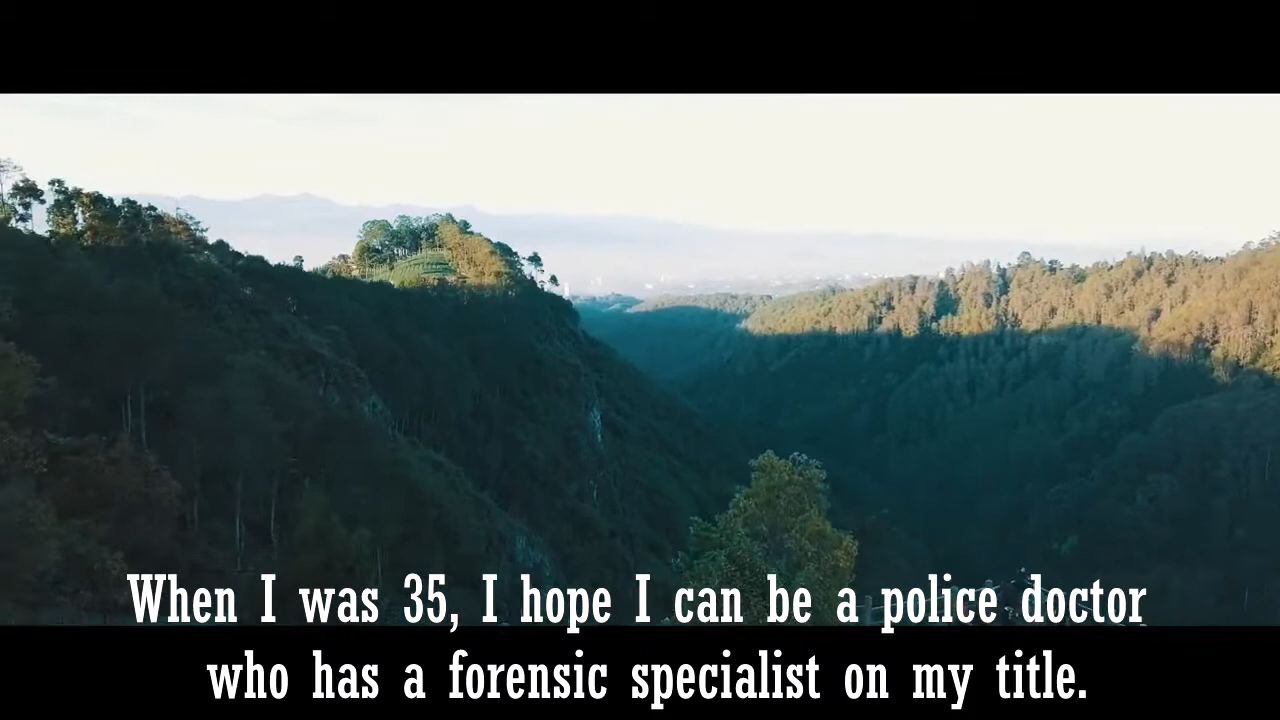 When I was 35, I hope I can be a police doctor
who has a forensic specialist on my title.